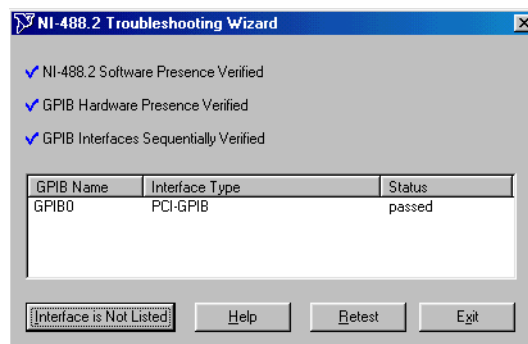 NI-488.2 Troubleshooting Wizard
NI-488.2 Software Presence Verified
GPIB Hardware Presence Verified
GPIB Interfaces Sequentially Verified
GPIB Name Interface Type Status
GPIB0 PCI-GPIB passed
Interface is Not Listed Help Retest Exit